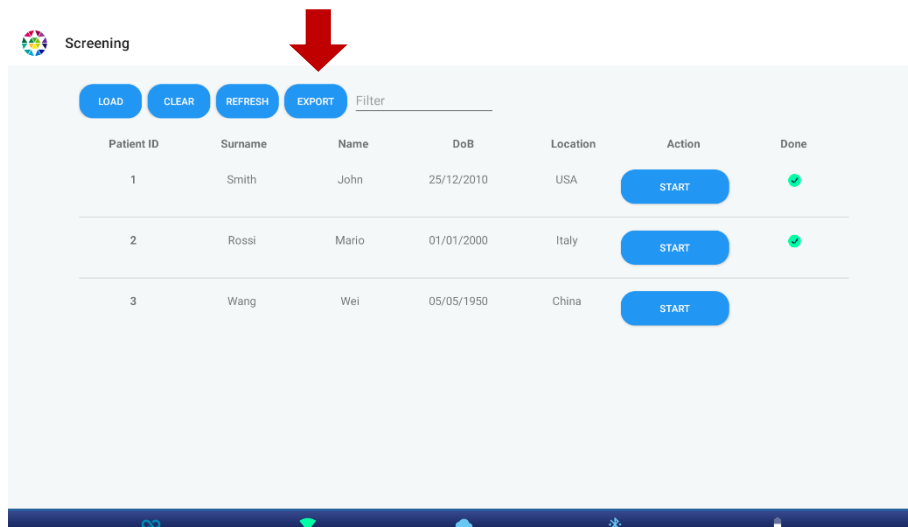 Screening
LOAD CLEAR REFRESH EXPORT Filter
Patient ID Surname Name DoB Location Action Done
1 Smith John 25/12/2010 USA START
2 Rossi Mario 01/01/2000 Italy START
3 Wang Wei 05/05/1950 China START